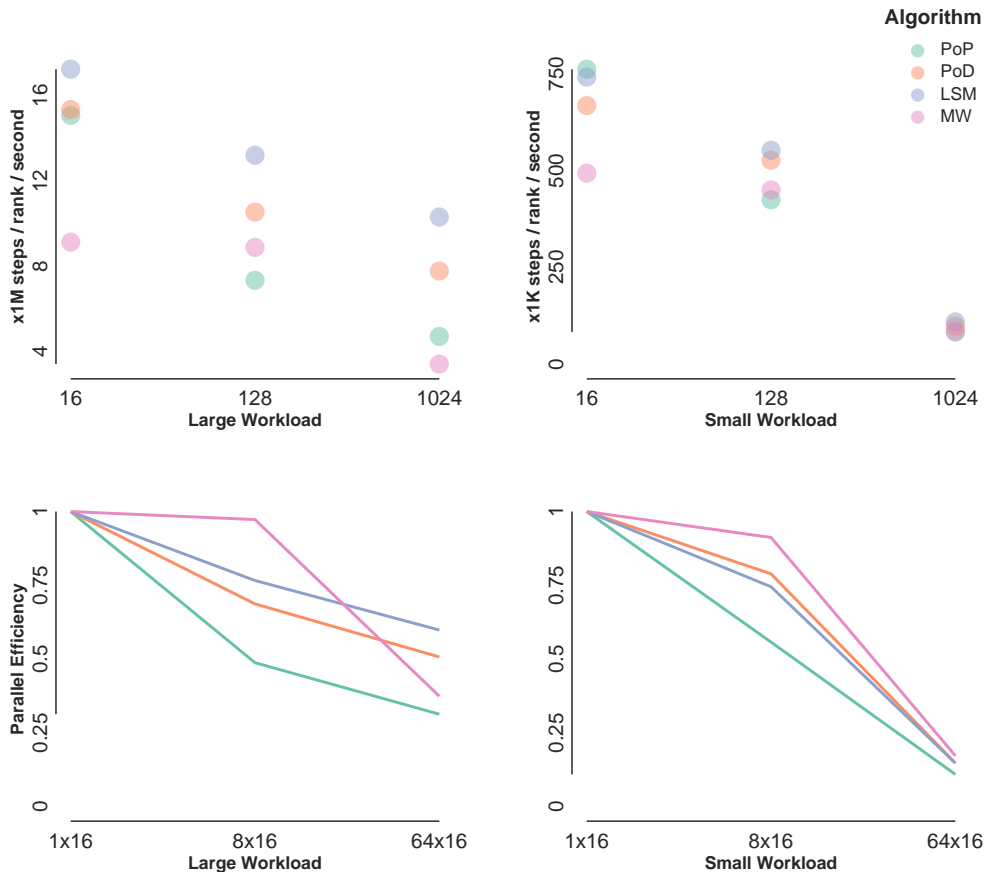 Algorithm
PoP
PoD
LSM
MW
x1M steps / rank / second
16
12
8
4
16
128
1024
Large Workload
x1K steps / rank / second
750
500
250
0
16
128
1024
Small Workload
Parallel Efficiency
1
0.75
0.5
0.25
0
1x16
8x16
64x16
Large Workload
1
0.75
0.5
0.25
0
1x16
8x16
64x16
Small Workload